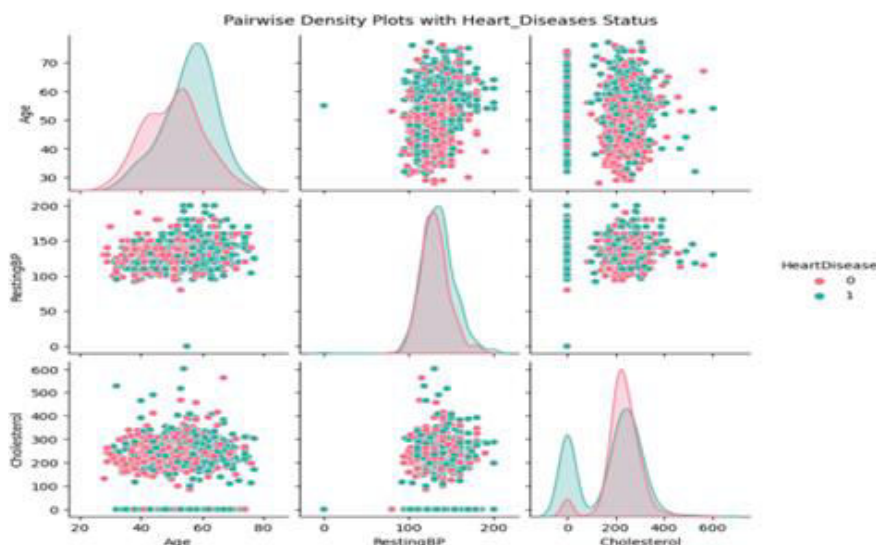 Pairwise Density Plots with Heart_Diseases Status
70
60
50
40
30
Age
200
150
100
50
0
RestingBP
HeartDisease
0
1
600
500
400
300
200
100
0
Cholesterol
20 40 60 80
Age
0 100 200
RestingBP
0 200 400 600
Cholesterol